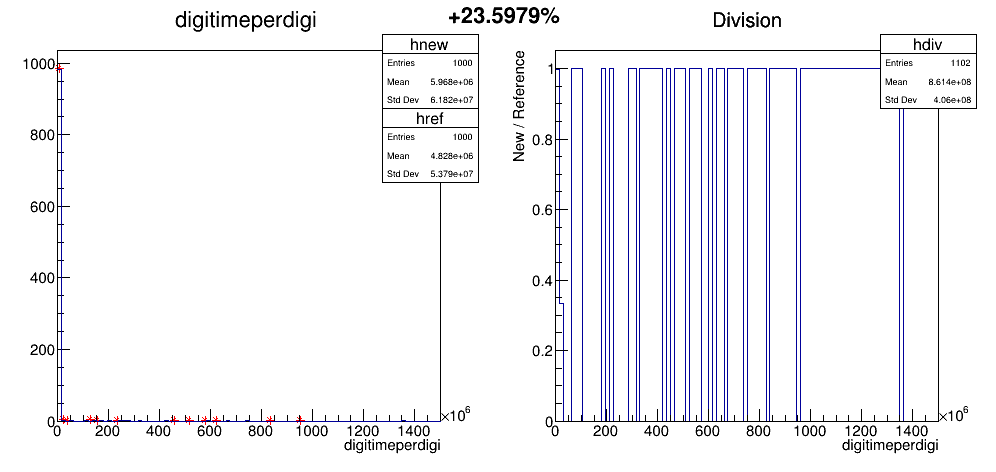 +23.5979%
digitimeperdigi
hnew
Entries 1000
Mean 5.968e+06
Std Dev 6.182e+07
href
Entries 1000
Mean 4.828e+06
Std Dev 5.379e+07
1000
800
600
400
200
0
0 200 400 600 800 1000 1200 1400
×10⁶
digitimeperdigi
Division
hdiv
Entries 1102
Mean 8.614e+08
Std Dev 4.06e+08
New / Reference
1
0.8
0.6
0.4
0.2
0
0 200 400 600 800 1000 1200 1400
×10⁶
digitimeperdigi